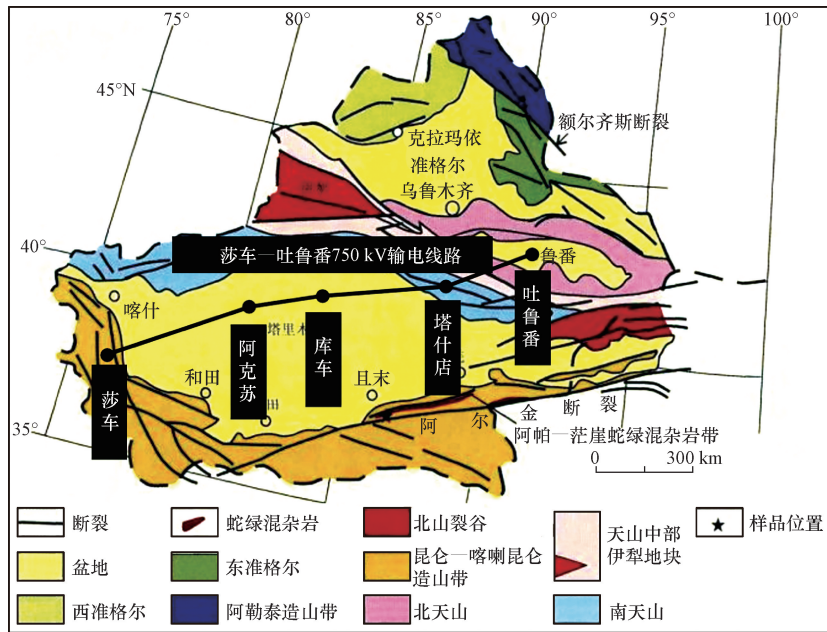 75°
80°
85°
90°
95°
100°
45°N
额尔齐斯断裂
克拉玛依
准格尔
乌鲁木齐
40°
莎车—吐鲁番750 kV输电线路
鲁番
喀什
塔里木
吐鲁番
塔什店
库车
阿克苏
莎车
和田
且末
田
阿尔金断裂
阿帕—茫崖蛇绿混杂岩带
35°
0
300 km
断裂
蛇绿混杂岩
北山裂谷
天山中部
伊犁地块
样品位置
盆地
东准格尔
昆仑—喀喇昆仑
造山带
西准格尔
阿勒泰造山带
北天山
南天山